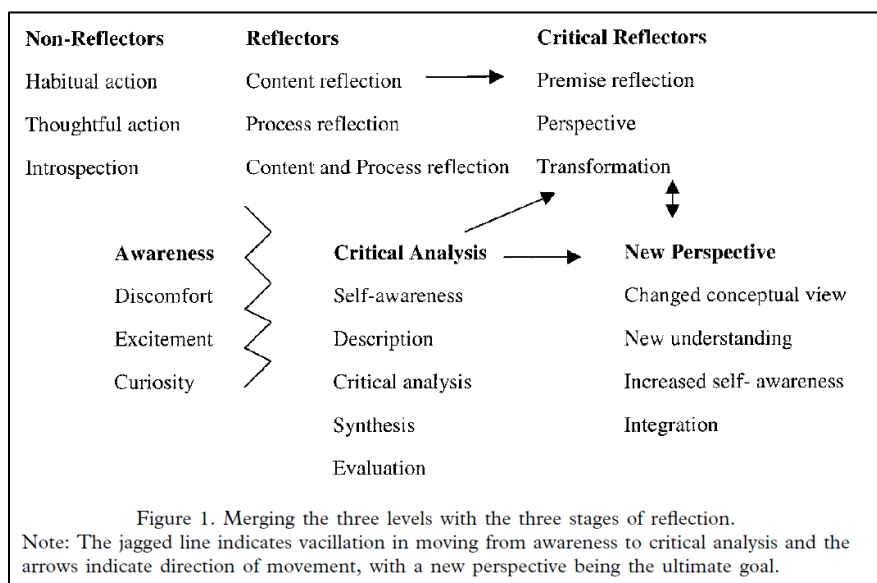 Non-Reflectors Reflectors Critical Reflectors
Habitual action Content reflection Premise reflection
Thoughtful action Process reflection Perspective
Introspection Content and Process reflection Transformation
Awareness Critical Analysis New Perspective
Discomfort Self-awareness Changed conceptual view
Excitement Description New understanding
Curiosity Critical analysis Increased self- awareness
Synthesis Integration
Evaluation
Figure 1. Merging the three levels with the three stages of reflection.
Note: The jagged line indicates vacillation in moving from awareness to critical analysis and the
arrows indicate direction of movement, with a new perspective being the ultimate goal.